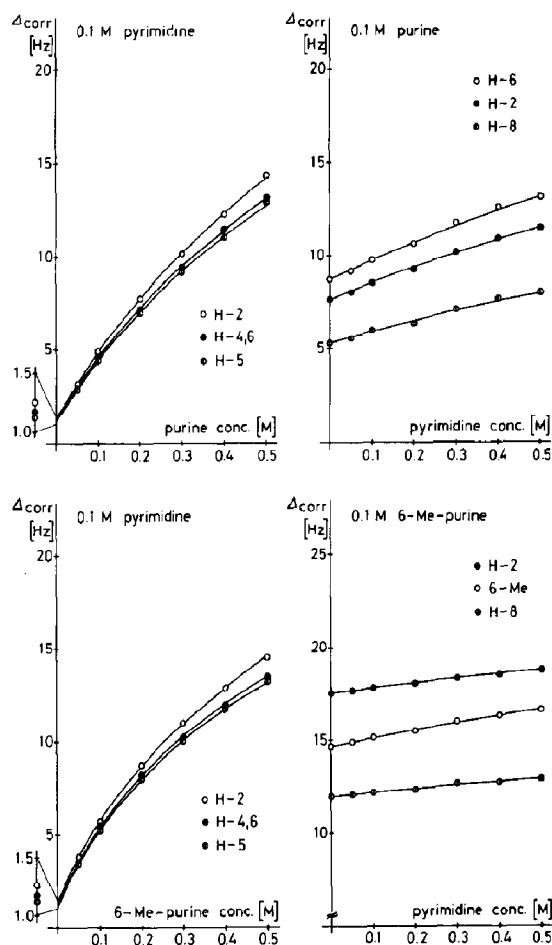 Δcorr
[Hz]
0.1 M pyrimidine
20
15
10
5
1.5
1.0
H-2
H-4,6
H-5
purine conc. [M]
0.1 0.2 0.3 0.4 0.5
Δcorr
[Hz]
0.1 M purine
20
15
10
5
H-6
H-2
H-8
pyrimidine conc. [M]
0.1 0.2 0.3 0.4 0.5
Δcorr
[Hz]
0.1 M pyrimidine
20
15
10
5
1.5
1.0
H-2
H-4,6
H-5
6-Me-purine conc. [M]
0.1 0.2 0.3 0.4 0.5
Δcorr
[Hz]
0.1 M 6-Me-purine
25
20
15
10
H-2
6-Me
H-8
pyrimidine conc. [M]
0.1 0.2 0.3 0.4 0.5